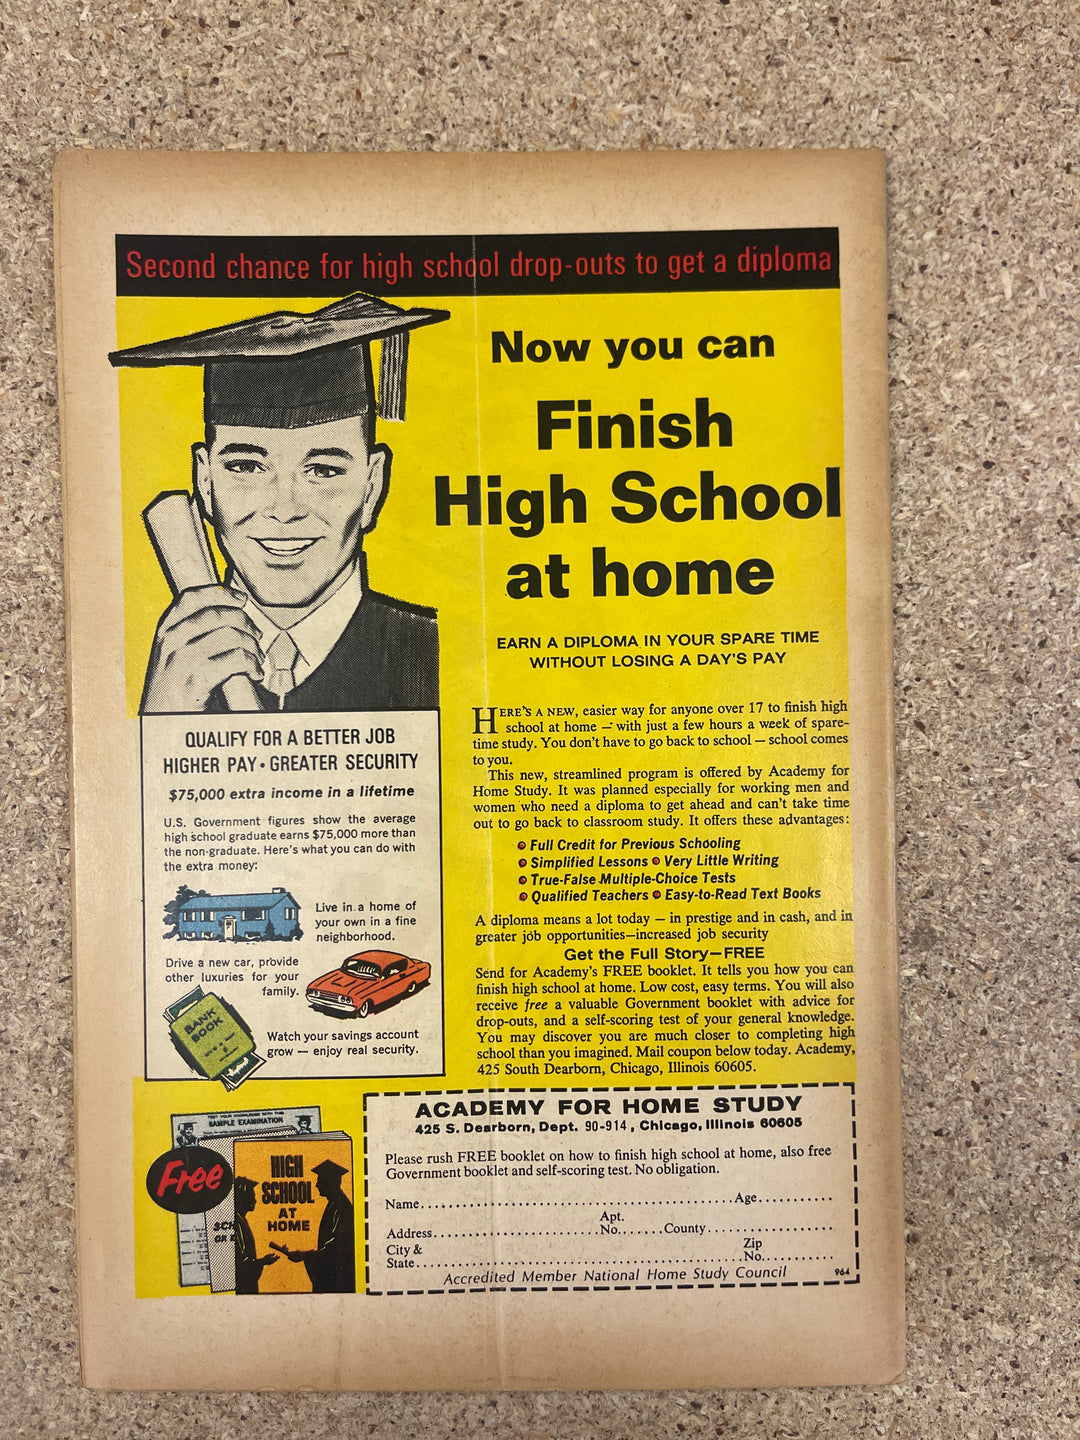 Second chance for high school drop-outs to get a diploma
Now you can
Finish
High School
at home
EARN A DIPLOMA IN YOUR SPARE TIME
WITHOUT LOSING A DAY'S PAY
HERE'S A NEW, easier way for anyone over 17 to finish high
school at home — with just a few hours a week of spare-
time study. You don't have to go back to school — school comes
to you.
This new, streamlined program is offered by Academy for
Home Study. It was planned especially for working men and
women who need a diploma to get ahead and can't take time
out to go back to classroom study. It offers these advantages:
• Full Credit for Previous Schooling
• Simplified Lessons • Very Little Writing
• True-False Multiple-Choice Tests
• Qualified Teachers • Easy-to-Read Text Books
A diploma means a lot today — in prestige and in cash, and in
greater job opportunities—increased job security
Get the Full Story—FREE
Send for Academy's FREE booklet. It tells you how you can
finish high school at home. Low cost, easy terms. You will also
receive free a valuable Government booklet with advice for
drop-outs, and a self-scoring test of your general knowledge.
You may discover you are much closer to completing high
school than you imagined. Mail coupon below today. Academy,
425 South Dearborn, Chicago, Illinois 60605.
QUALIFY FOR A BETTER JOB
HIGHER PAY • GREATER SECURITY
$75,000 extra income in a lifetime
U.S. Government figures show the average
high school graduate earns $75,000 more than
the non-graduate. Here's what you can do with
the extra money:
Live in a home of
your own in a fine
neighborhood.
Drive a new car, provide
other luxuries for your
family.
BANK
BOOK
Watch your savings account
grow — enjoy real security.
TEST YOUR KNOWLEDGE WITH THIS
SAMPLE EXAMINATION
Free
HIGH
SCHOOL
AT
HOME
ACADEMY FOR HOME STUDY
425 S. Dearborn, Dept. 90-914, Chicago, Illinois 60605
Please rush FREE booklet on how to finish high school at home, also free
Government booklet and self-scoring test. No obligation.
Name..........Age..........
Apt.
Address..........No.......County..........
City & Zip
State..........No..........
Accredited Member National Home Study Council 964